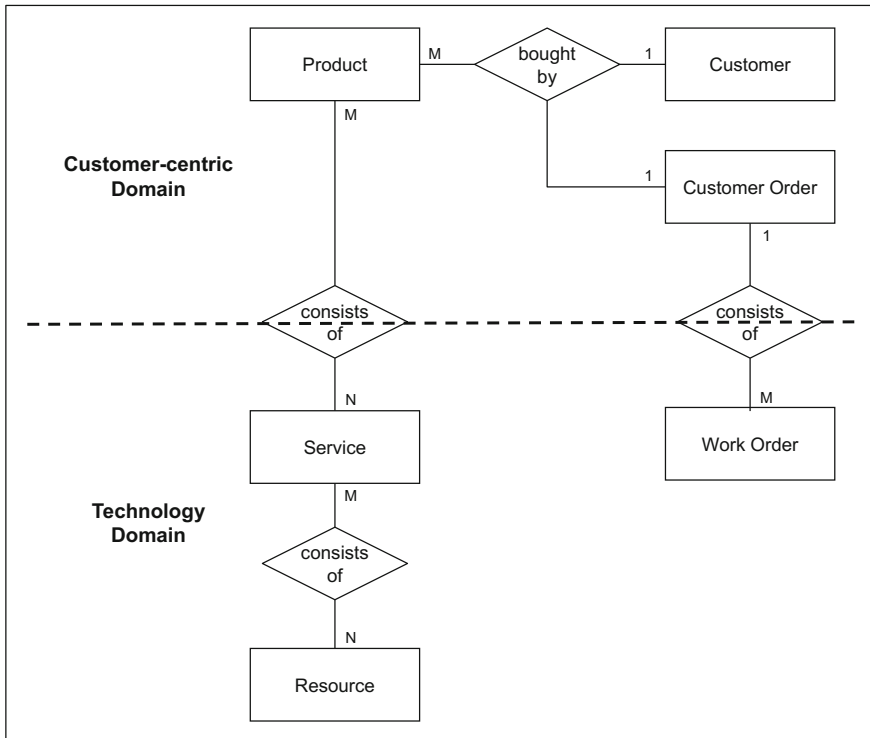 Product
M
bought
by
1
Customer
M
Customer-centric
Domain
1
Customer Order
1
consists
of
consists
of
N
M
Service
Work Order
M
Technology
Domain
consists
of
N
Resource